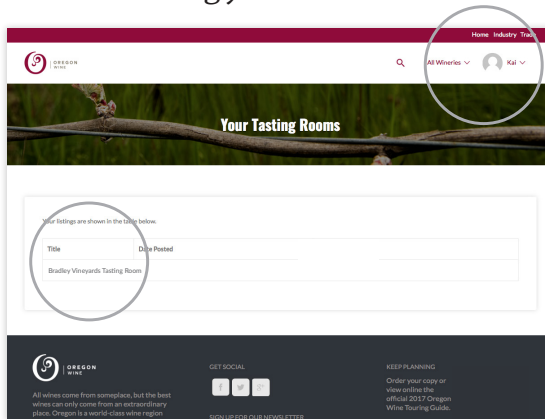 Home Industry Trade
OREGON
WINE
All Wineries
Kai
Your Tasting Rooms
Your listings are shown in the table below.
Title Date Posted
Bradley Vineyards Tasting Room
OREGON
WINE
All wines come from someplace, but the best
wines can only come from an extraordinary
place. Oregon is a world-class wine region
GET SOCIAL
SIGN UP FOR OUR NEWSLETTER
KEEP PLANNING
Order your copy or
view online the
official 2017 Oregon
Wine Touring Guide.